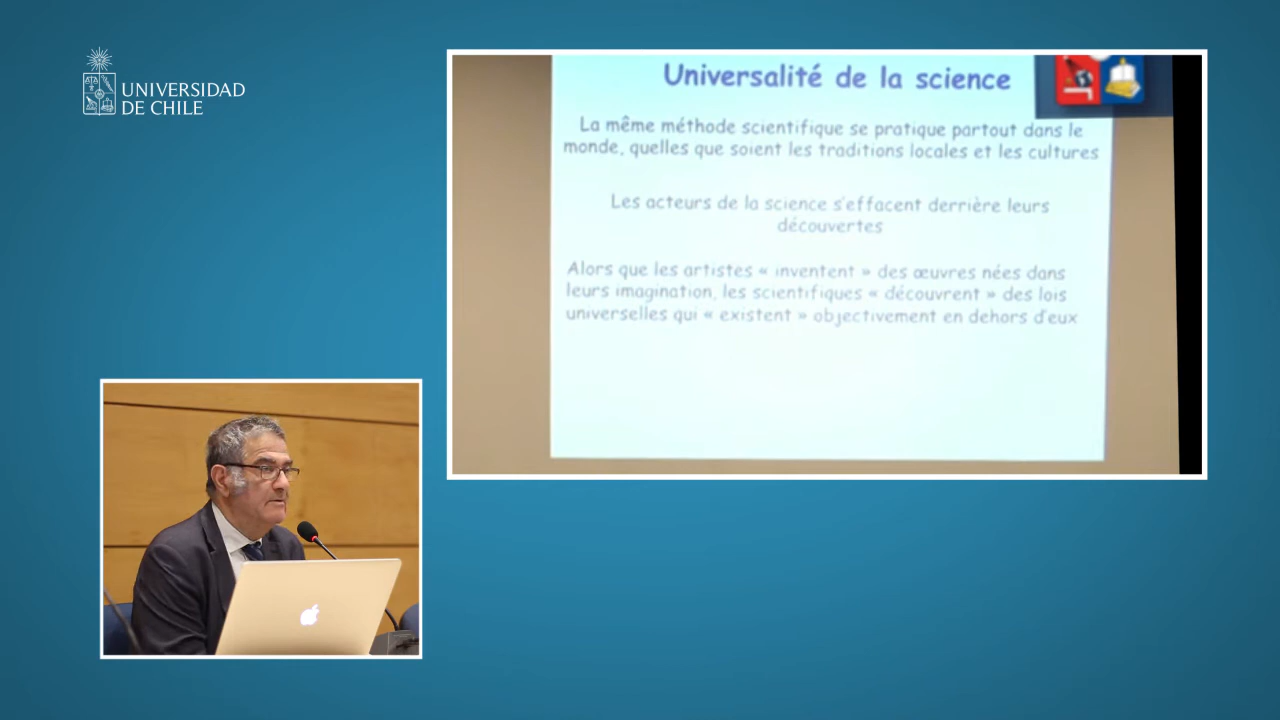 UNIVERSIDAD
DE CHILE
Universalité de la science
La même méthode scientifique se pratique partout dans le
monde, quelles que soient les traditions locales et les cultures
Les acteurs de la science s'effacent derrière leurs
découvertes
Alors que les artistes « inventent » des œuvres nées dans
leurs imagination, les scientifiques « découvrent » des lois
universelles qui « existent » objectivement en dehors d'eux